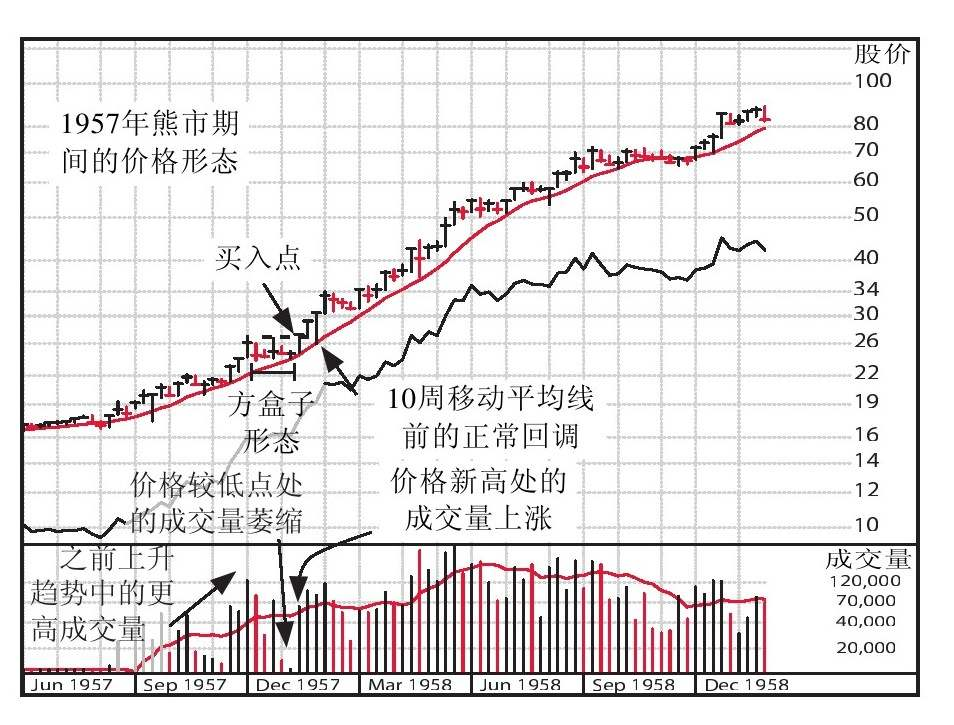 股价
100
1957年熊市期
间的价格形态
80
70
60
50
买入点
40
34
30
26
22
方盒子
形态
10周移动平均线
前的正常回调
19
16
14
价格较低点处
的成交量萎缩
价格新高处的
成交量上涨
12
10
之前上升
趋势中的更
高成交量
成交量
120,000
70,000
40,000
20,000
Jun 1957
Sep 1957
Dec 1957
Mar 1958
Jun 1958
Sep 1958
Dec 1958